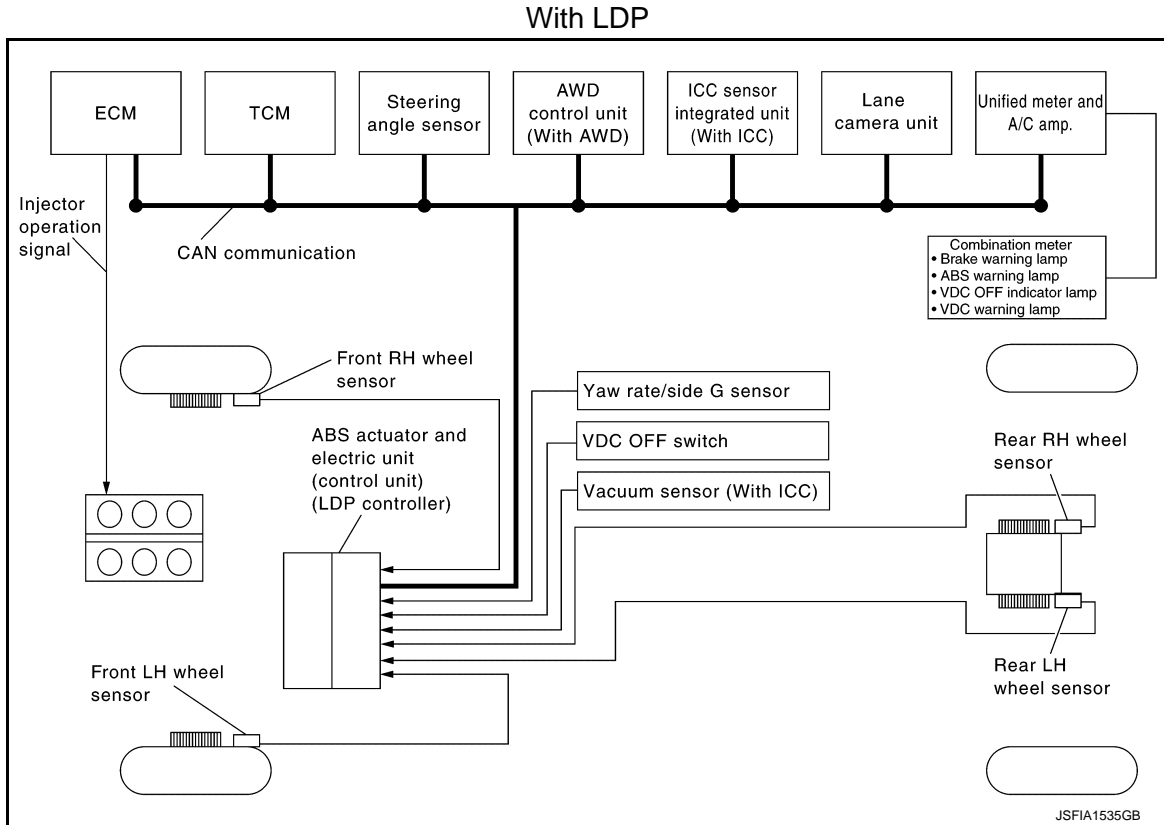 With LDP
ECM
TCM
Steering
angle sensor
AWD
control unit
(With AWD)
ICC sensor
integrated unit
(With ICC)
Lane
camera unit
Unified meter and
A/C amp.
Injector
operation
signal
CAN communication
Combination meter
• Brake warning lamp
• ABS warning lamp
• VDC OFF indicator lamp
• VDC warning lamp
Front RH wheel
sensor
ABS actuator and
electric unit
(control unit)
(LDP controller)
Yaw rate/side G sensor
VDC OFF switch
Vacuum sensor (With ICC)
Rear RH wheel
sensor
Front LH wheel
sensor
Rear LH
wheel sensor
JSFIA1535GB